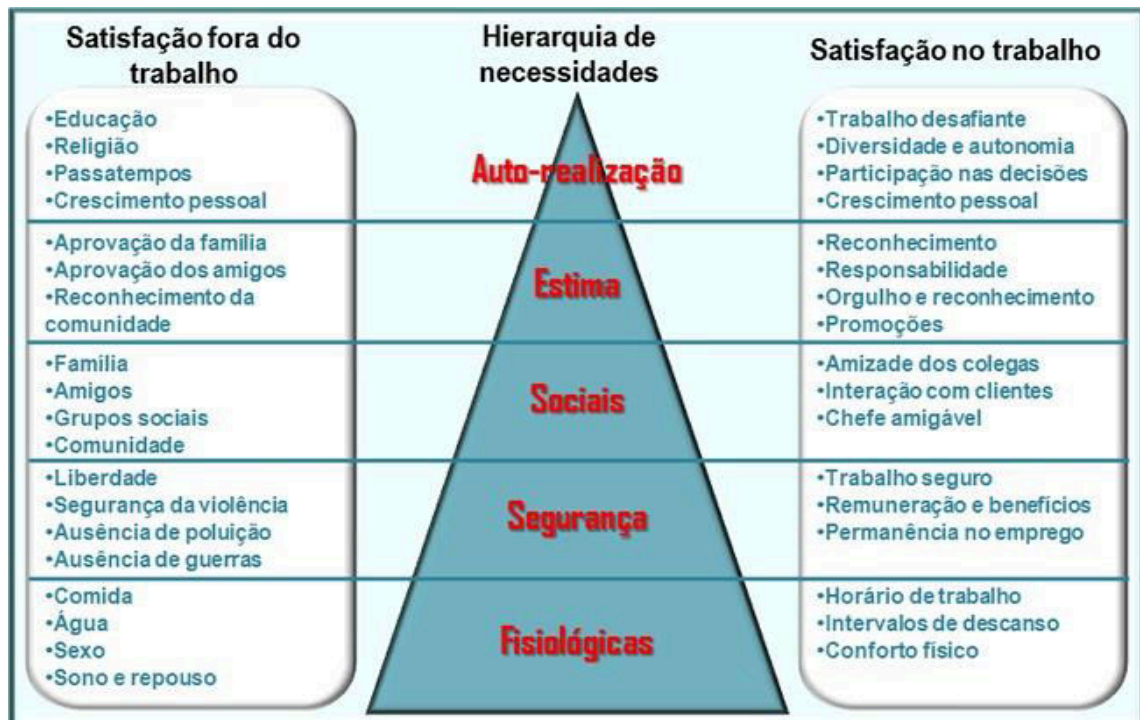 Satisfação fora do
trabalho
Hierarquia de
necessidades
Satisfação no trabalho
•Educação
•Religião
•Passatempos
•Crescimento pessoal
Auto-realização
•Trabalho desafiante
•Diversidade e autonomia
•Participação nas decisões
•Crescimento pessoal
•Aprovação da família
•Aprovação dos amigos
•Reconhecimento da
comunidade
Estima
•Reconhecimento
•Responsabilidade
•Orgulho e reconhecimento
•Promoções
•Família
•Amigos
•Grupos sociais
•Comunidade
Sociais
•Amizade dos colegas
•Interação com clientes
•Chefe amigável
•Liberdade
•Segurança da violência
•Ausência de poluição
•Ausência de guerras
Segurança
•Trabalho seguro
•Remuneração e benefícios
•Permanência no emprego
•Comida
•Água
•Sexo
•Sono e repouso
Fisiológicas
•Horário de trabalho
•Intervalos de descanso
•Conforto físico